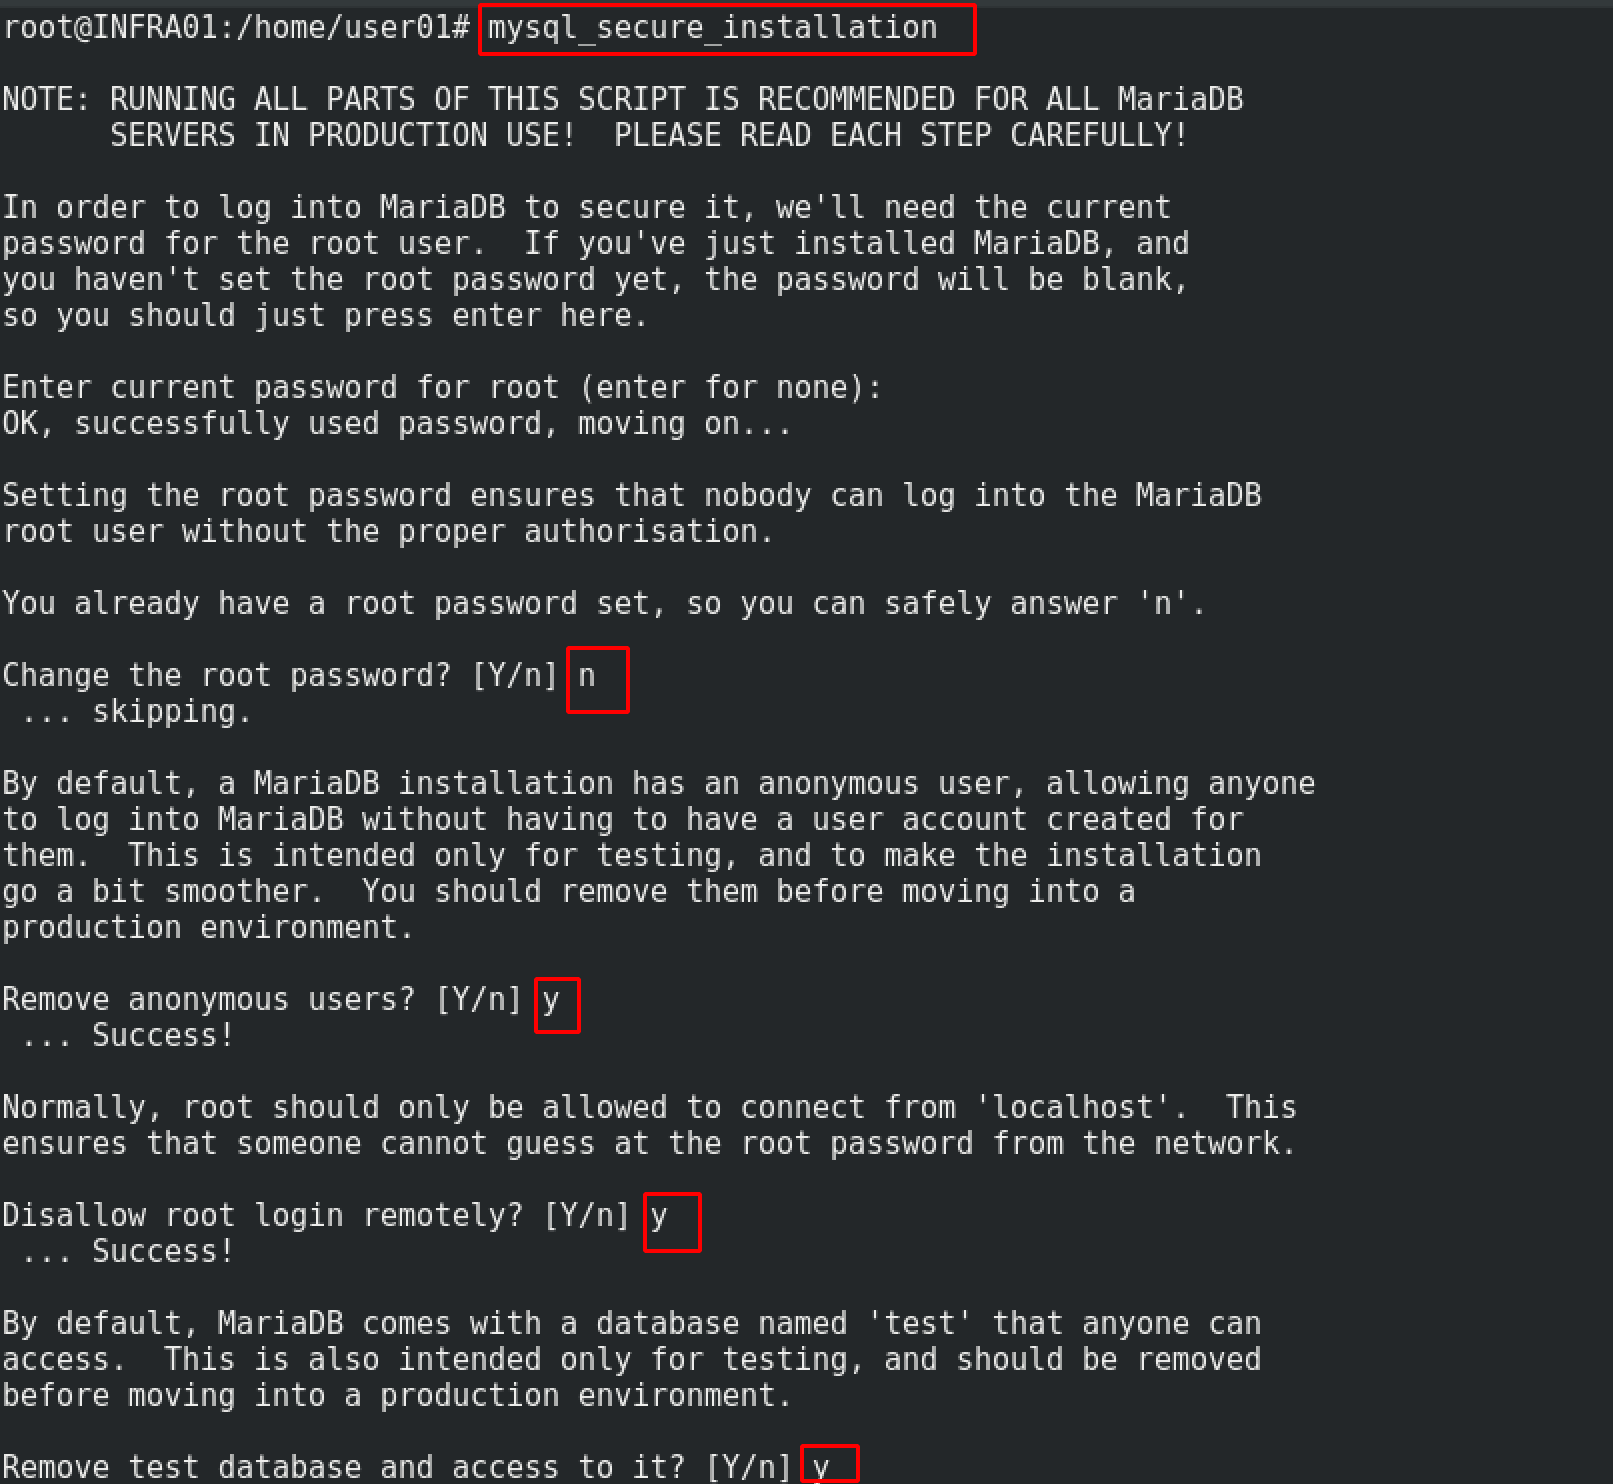 root@INFRA01:/home/user01# mysql_secure_installation
NOTE: RUNNING ALL PARTS OF THIS SCRIPT IS RECOMMENDED FOR ALL MariaDB
      SERVERS IN PRODUCTION USE!  PLEASE READ EACH STEP CAREFULLY!
In order to log into MariaDB to secure it, we'll need the current
password for the root user.  If you've just installed MariaDB, and
you haven't set the root password yet, the password will be blank,
so you should just press enter here.
Enter current password for root (enter for none):
OK, successfully used password, moving on...
Setting the root password ensures that nobody can log into the MariaDB
root user without the proper authorisation.
You already have a root password set, so you can safely answer 'n'.
Change the root password? [Y/n] n
 ... skipping.
By default, a MariaDB installation has an anonymous user, allowing anyone
to log into MariaDB without having to have a user account created for
them.  This is intended only for testing, and to make the installation
go a bit smoother.  You should remove them before moving into a
production environment.
Remove anonymous users? [Y/n] y
 ... Success!
Normally, root should only be allowed to connect from 'localhost'.  This
ensures that someone cannot guess at the root password from the network.
Disallow root login remotely? [Y/n] y
 ... Success!
By default, MariaDB comes with a database named 'test' that anyone can
access.  This is also intended only for testing, and should be removed
before moving into a production environment.
Remove test database and access to it? [Y/n] y